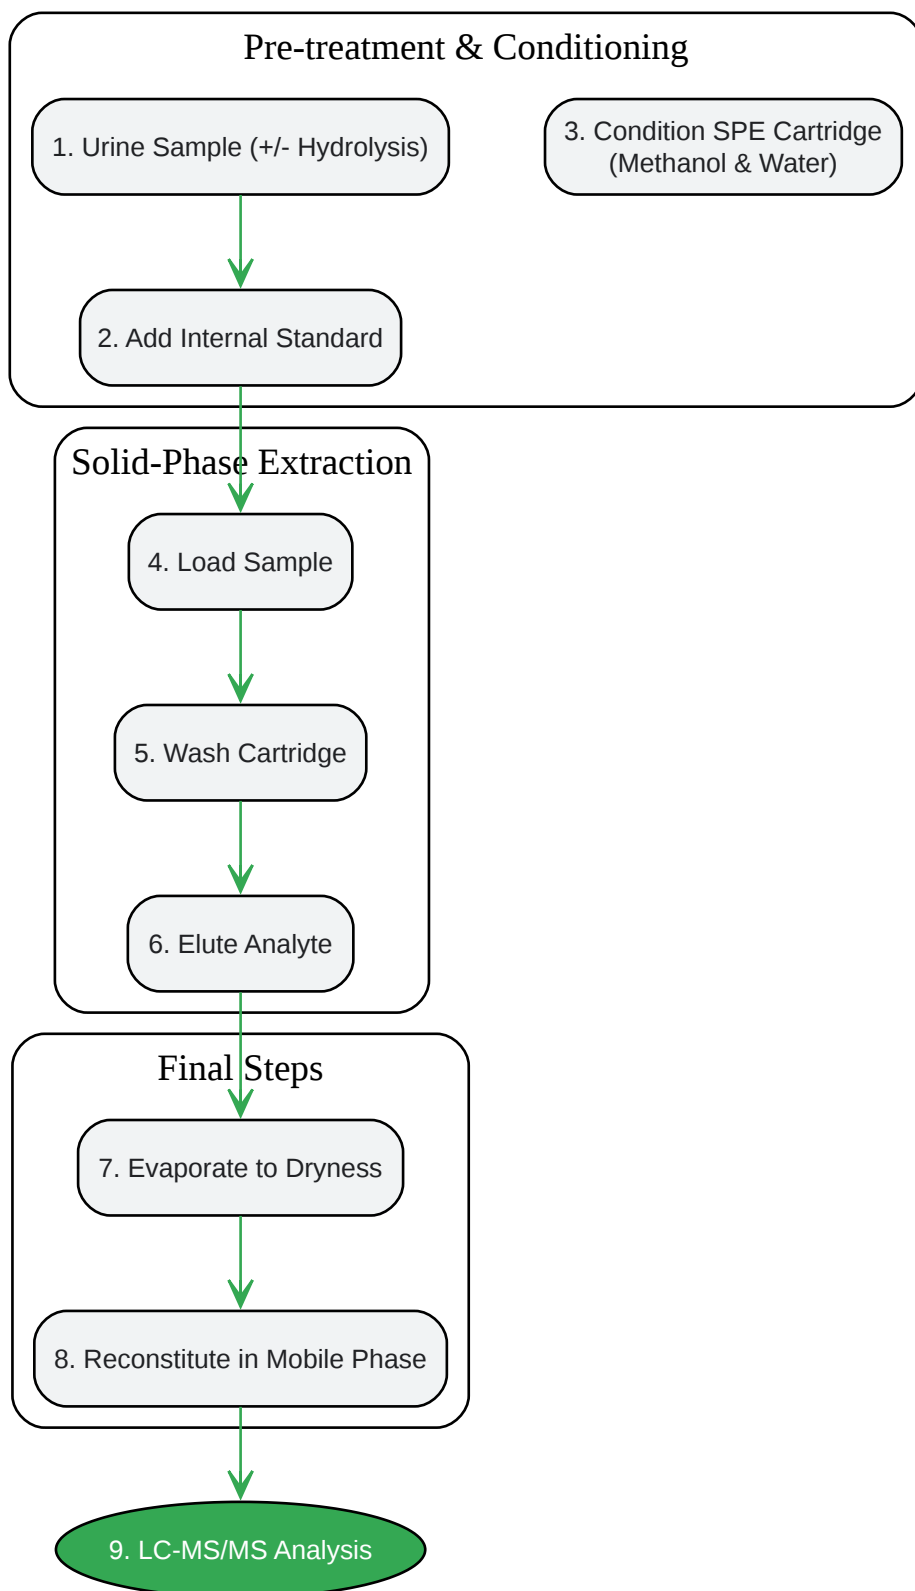 Pre-treatment & Conditioning
1. Urine Sample (+/- Hydrolysis)
3. Condition SPE Cartridge
(Methanol & Water)
2. Add Internal Standard
Solid-Phase Extraction
4. Load Sample
5. Wash Cartridge
6. Elute Analyte
Final Steps
7. Evaporate to Dryness
8. Reconstitute in Mobile Phase
9. LC-MS/MS Analysis